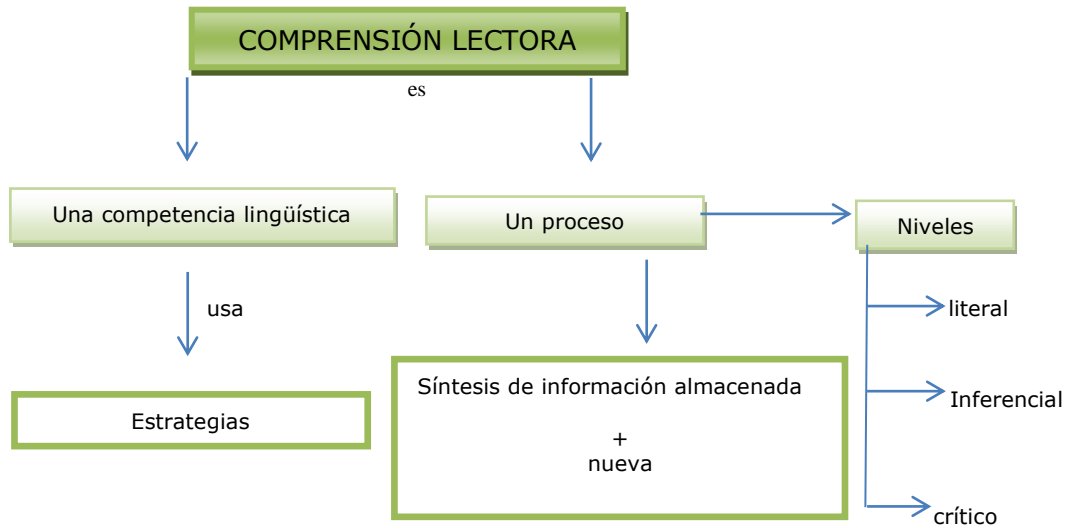 COMPRENSIÓN LECTORA
es
Una competencia lingüística
Un proceso
Niveles
usa
literal
Estrategias
Síntesis de información almacenada
+
nueva
Inferencial
crítico